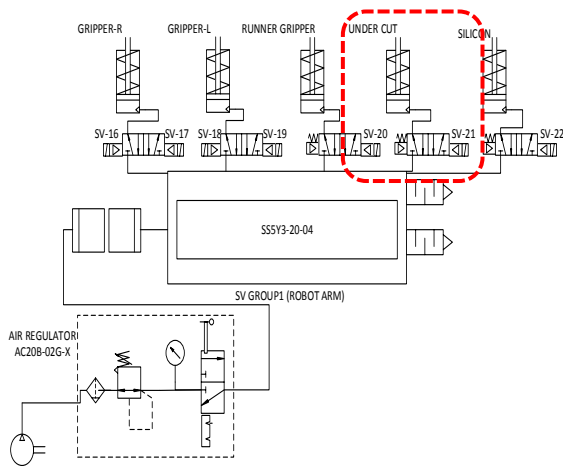 GRIPPER-R GRIPPER-L RUNNER GRIPPER UNDER CUT SILICON
SV-16 SV-17 SV-18 SV-19 SV-20 SV-21 SV-22
SS5Y3-20-04
SV GROUP1 (ROBOT ARM)
AIR REGULATOR
AC20B-02G-X